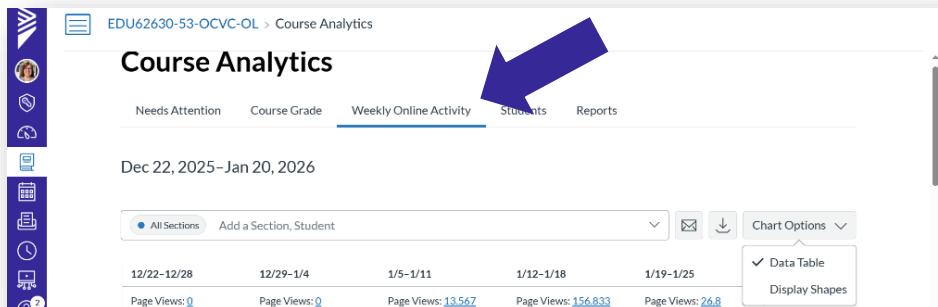 EDU62630-53-OCVC-OL > Course Analytics
Course Analytics
Needs Attention Course Grade Weekly Online Activity Students Reports
Dec 22, 2025–Jan 20, 2026
All Sections Add a Section, Student Chart Options
Data Table
Display Shapes
12/22–12/28 12/29–1/4 1/5–1/11 1/12–1/18 1/19–1/25
Page Views: 0 Page Views: 0 Page Views: 13.567 Page Views: 156.833 Page Views: 26.8
2